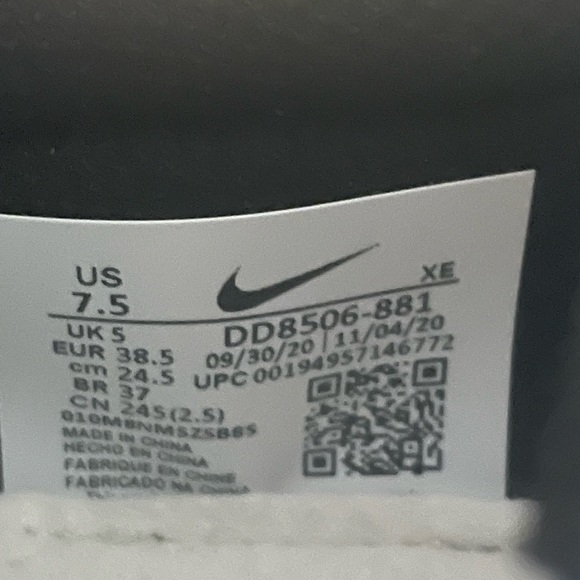 US
7.5
XE
UK 5
EUR 38.5
cm 24.5
BR 37
CN 245(2.5)
DD8506-881
09/30/20 | 11/04/20
UPC 00194957146772
MADE IN CHINA
HECHO EN CHINA
FABRIQUE EN CHINE
FABRICADO NA CHINA